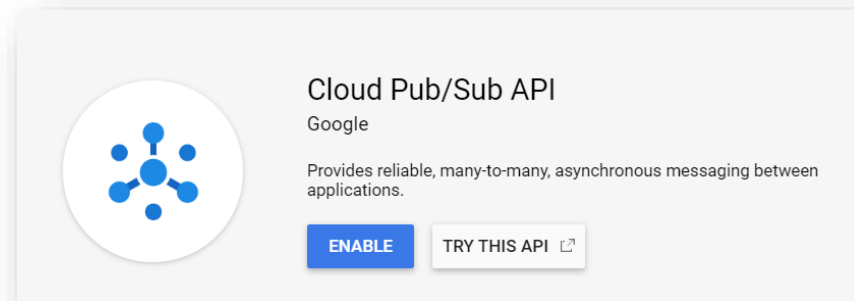 Cloud Pub/Sub API
Google
Provides reliable, many-to-many, asynchronous messaging between
applications.
ENABLE
TRY THIS API